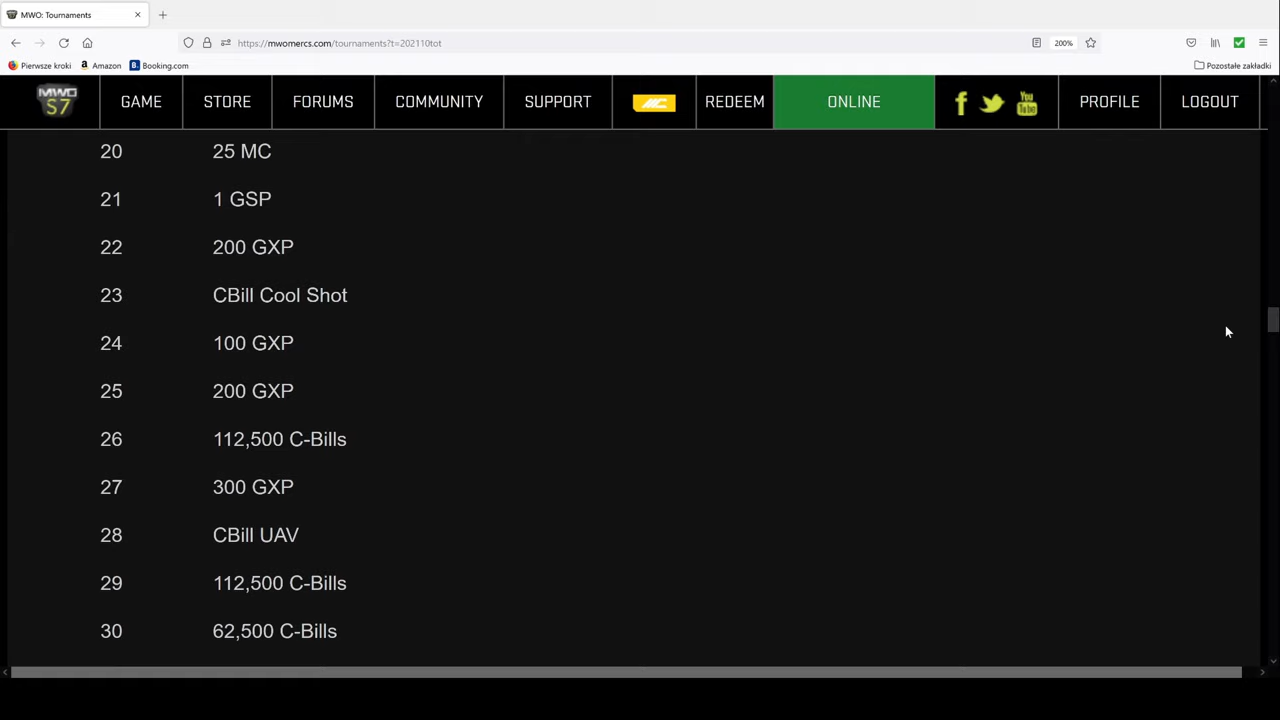 MWO: Tournaments
https://mwomercs.com/tournaments?t=202110tot
200%
Pierwsze kroki
Amazon
Booking.com
Pozostałe zakładki
MWO
S7
GAME
STORE
FORUMS
COMMUNITY
SUPPORT
MC
REDEEM
ONLINE
You
Tube
PROFILE
LOGOUT
20 25 MC
21 1 GSP
22 200 GXP
23 CBill Cool Shot
24 100 GXP
25 200 GXP
26 112,500 C-Bills
27 300 GXP
28 CBill UAV
29 112,500 C-Bills
30 62,500 C-Bills